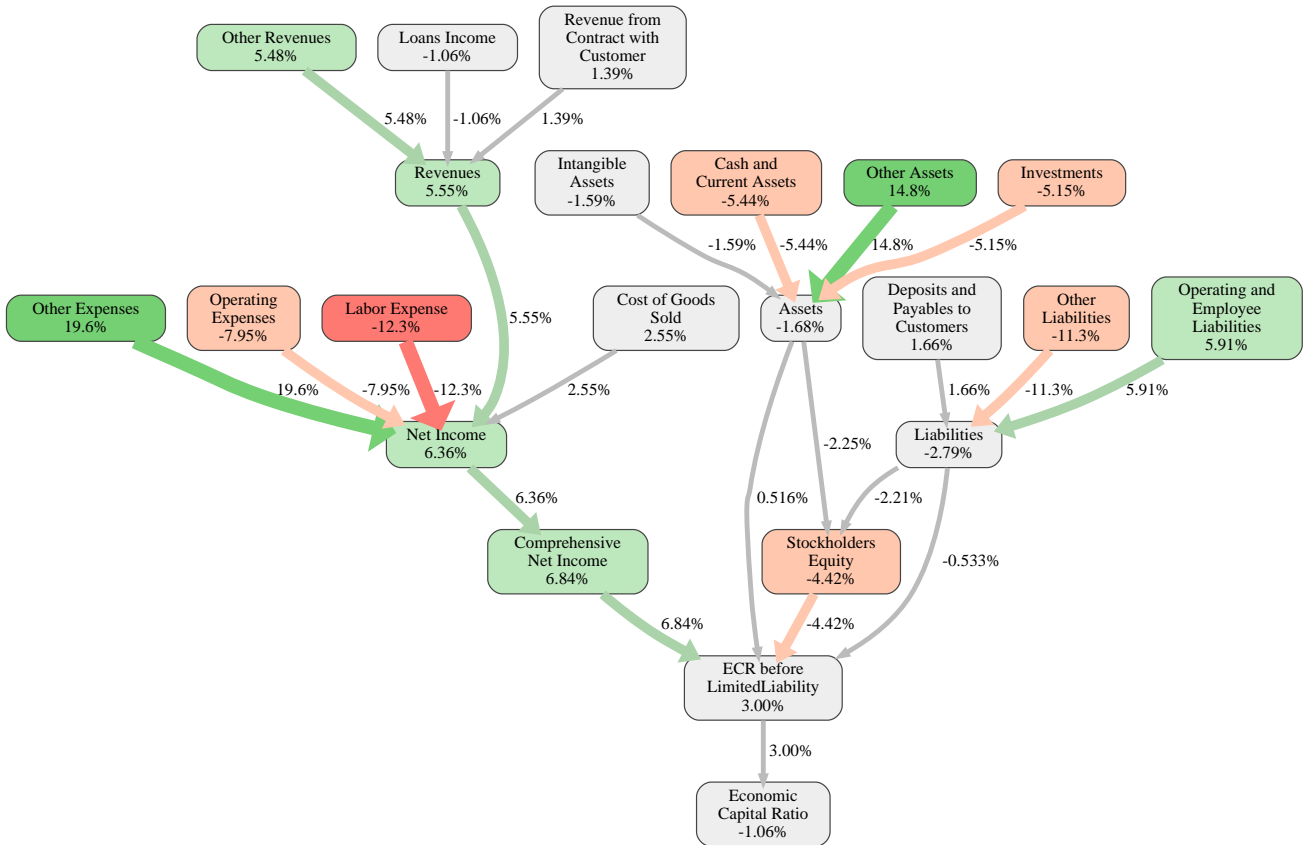 Other Revenues
5.48%
Loans Income
-1.06%
Revenue from
Contract with
Customer
1.39%
5.48%
-1.06%
1.39%
Revenues
5.55%
Intangible
Assets
-1.59%
Cash and
Current Assets
-5.44%
Other Assets
14.8%
Investments
-5.15%
-1.59%
-5.44%
14.8%
-5.15%
Other Expenses
19.6%
Operating
Expenses
-7.95%
Labor Expense
-12.3%
5.55%
Cost of Goods
Sold
2.55%
Assets
-1.68%
Deposits and
Payables to
Customers
1.66%
Other
Liabilities
-11.3%
Operating and
Employee
Liabilities
5.91%
19.6%
-7.95%
-12.3%
2.55%
1.66%
-11.3%
5.91%
Net Income
6.36%
-2.25%
Liabilities
-2.79%
6.36%
0.516%
-2.21%
Comprehensive
Net Income
6.84%
Stockholders
Equity
-4.42%
-0.533%
6.84%
-4.42%
ECR before
LimitedLiability
3.00%
3.00%
Economic
Capital Ratio
-1.06%